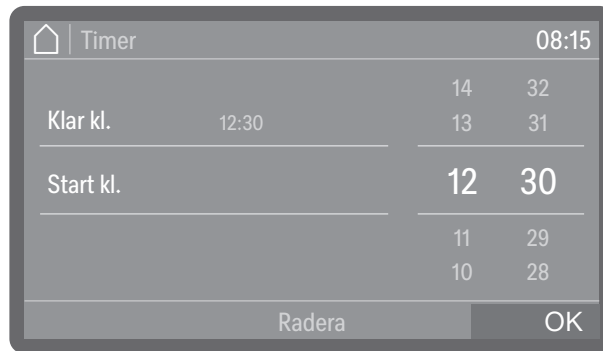 Timer 08:15
14 32
Klar kl. 12:30 13 31
Start kl. 12 30
11 29
10 28
Radera OK